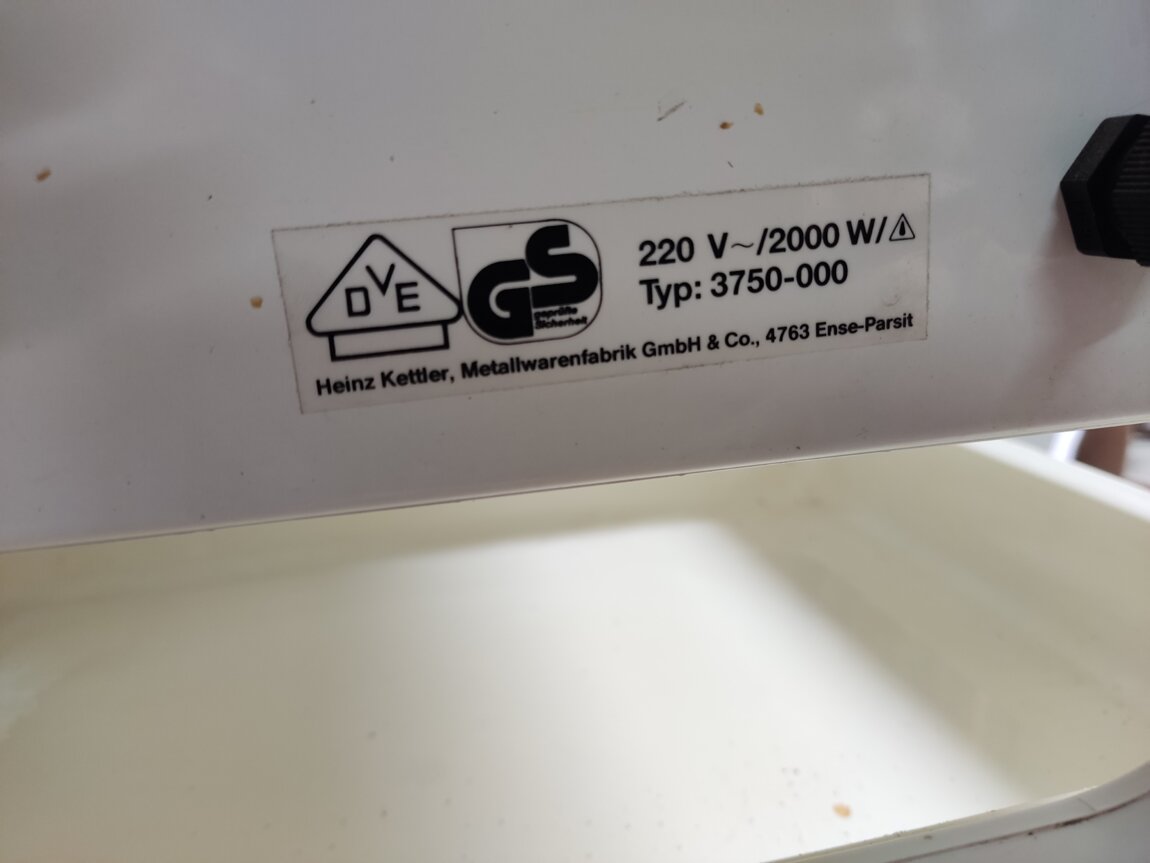 DVE
GS
geprüfte
Sicherheit
220 V~/2000 W/
Typ: 3750-000
Heinz Kettler, Metallwarenfabrik GmbH & Co., 4763 Ense-Parsit